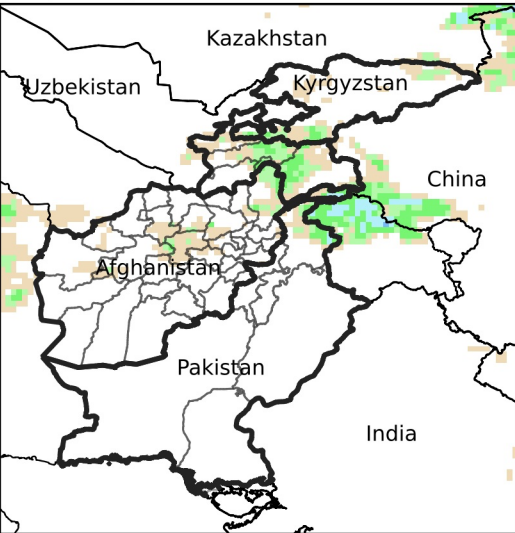 Kazakhstan
Uzbekistan
Kyrgyzstan
China
Afghanistan
Pakistan
India